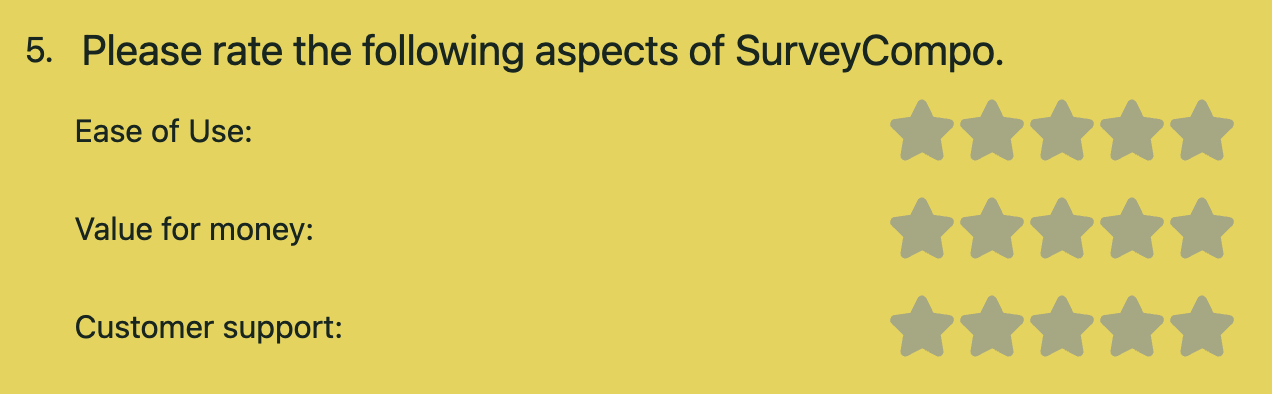 5. Please rate the following aspects of SurveyCompo.
Ease of Use:
Value for money:
Customer support: